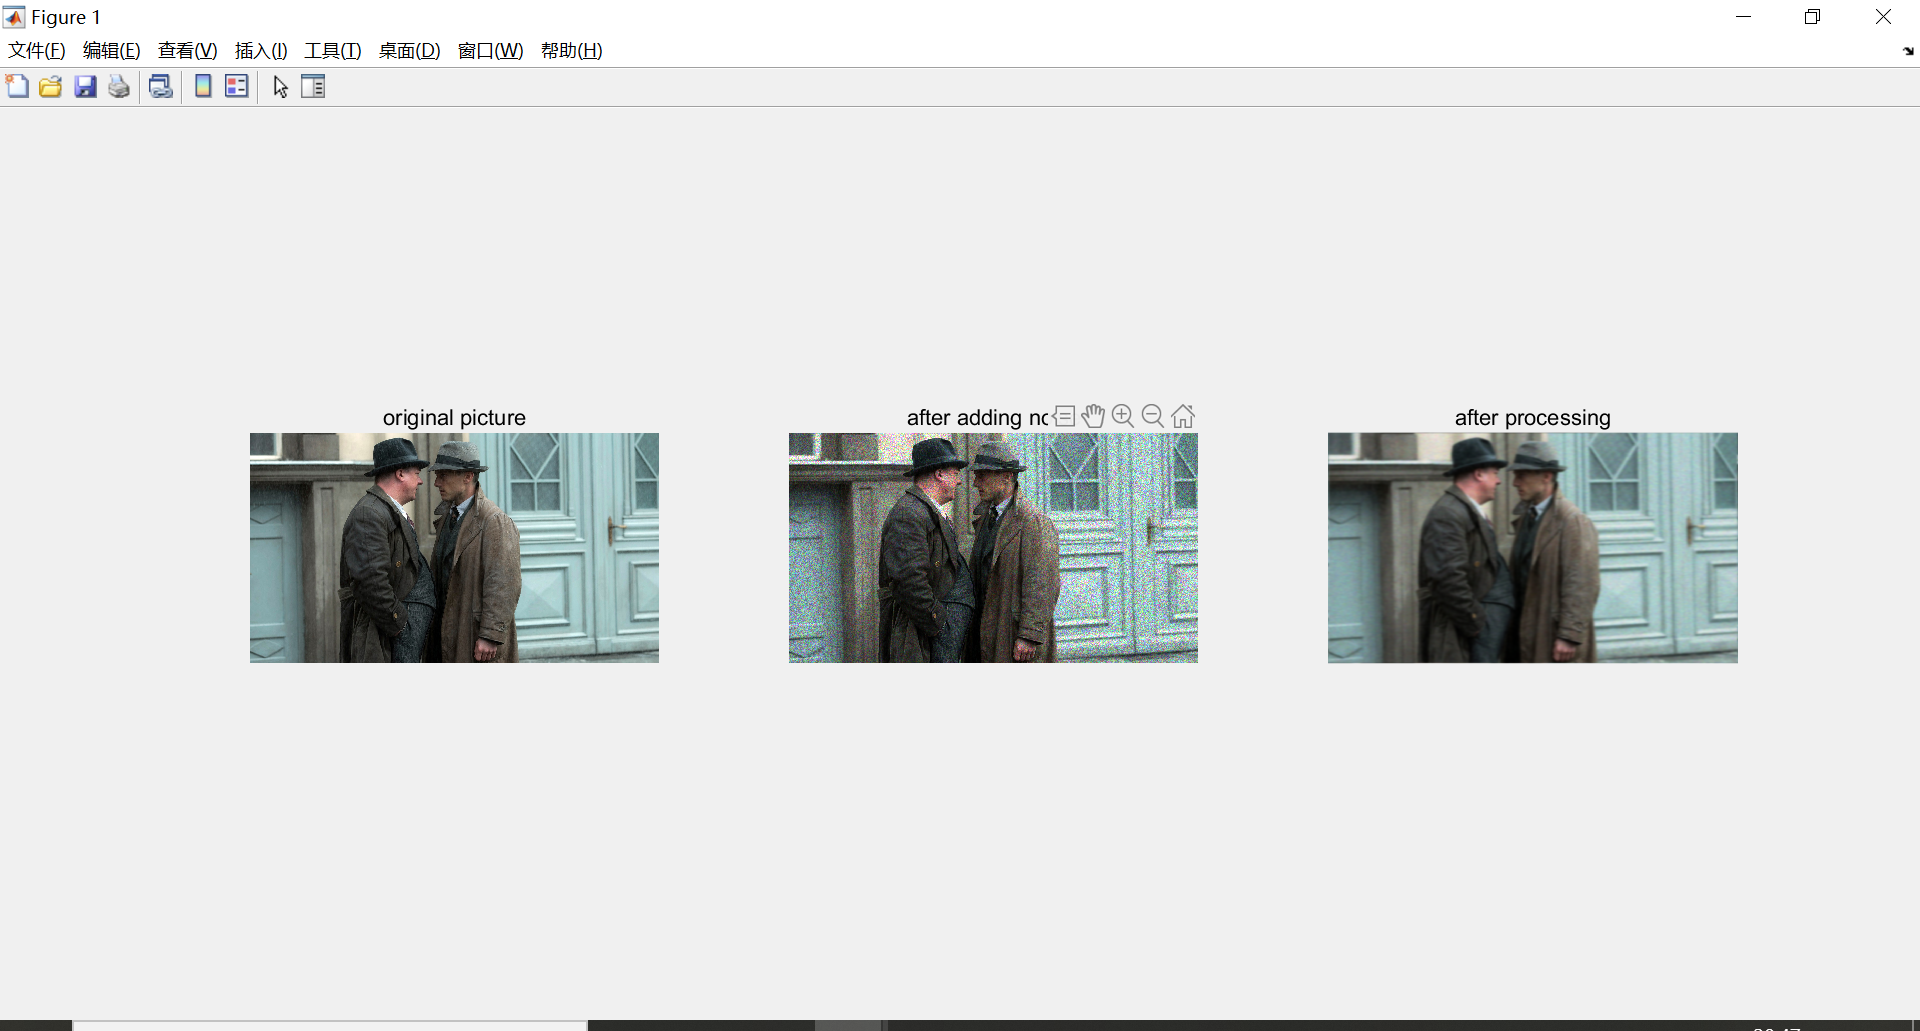 Figure 1
文件(F) 编辑(E) 查看(V) 插入(I) 工具(T) 桌面(D) 窗口(W) 帮助(H)
original picture
after adding
after processing